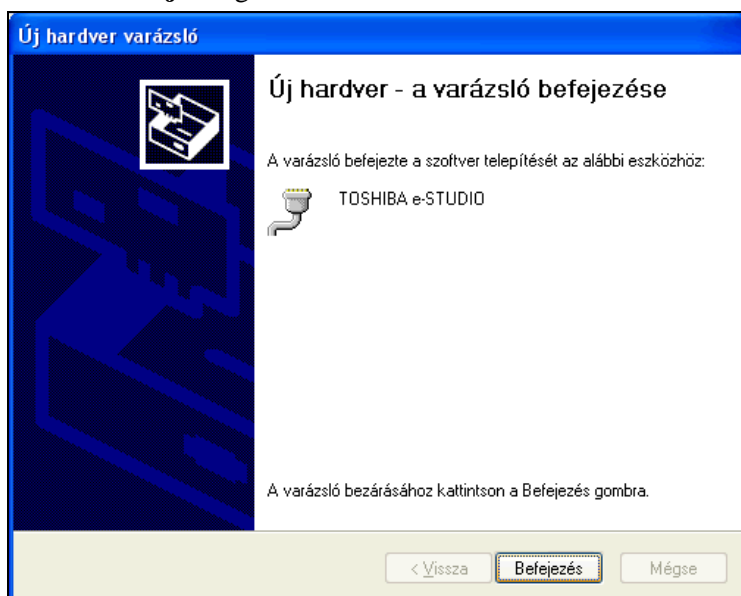 Új hardver varázsló
Új hardver - a varázsló befejezése
A varázsló befejezte a szoftver telepítését az alábbi eszközhöz:
TOSHIBA e-STUDIO
A varázsló bezárásához kattintson a Befejezés gombra.
< Vissza Befejezés Mégse